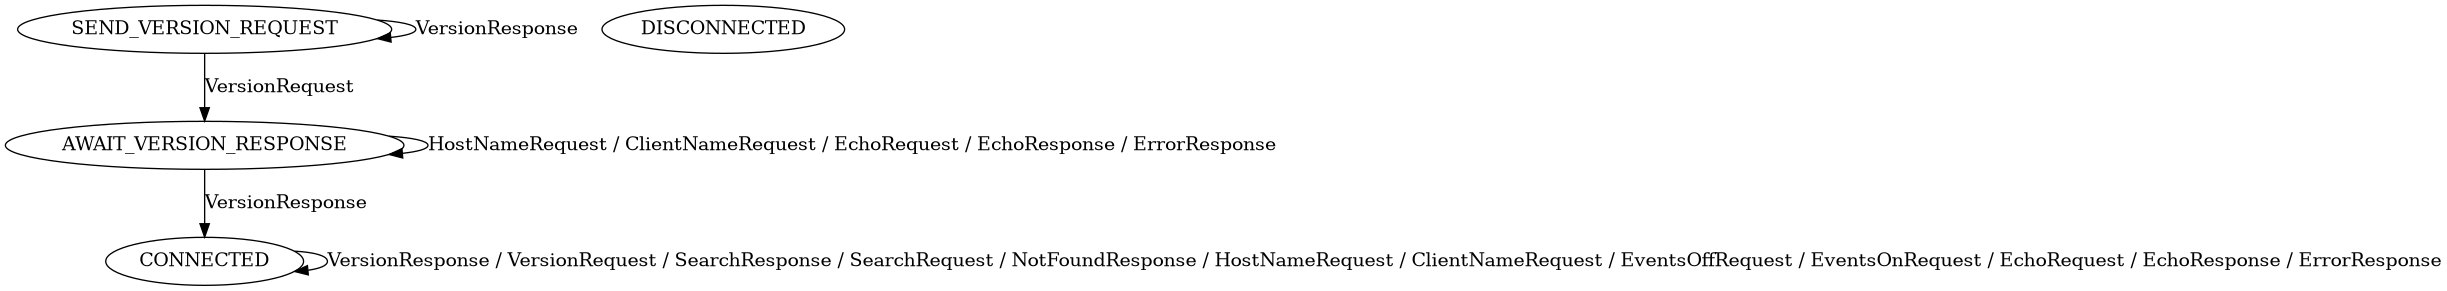 SEND_VERSION_REQUEST
VersionResponse
DISCONNECTED
VersionRequest
AWAIT_VERSION_RESPONSE
HostNameRequest / ClientNameRequest / EchoRequest / EchoResponse / ErrorResponse
VersionResponse
CONNECTED
VersionResponse / VersionRequest / SearchResponse / SearchRequest / NotFoundResponse / HostNameRequest / ClientNameRequest / EventsOffRequest / EventsOnRequest / EchoRequest / EchoResponse / ErrorResponse